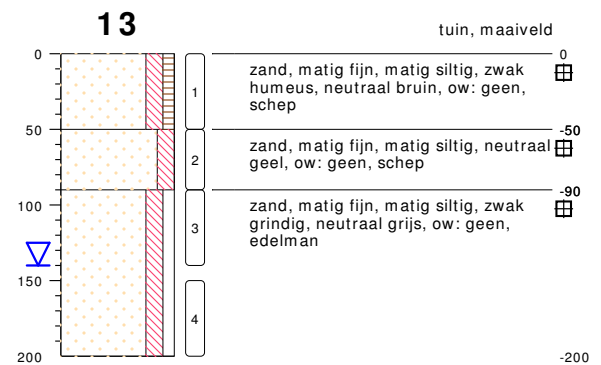 13
tuin, maaiveld
0
0
zand, matig fijn, matig siltig, zwak
humeus, neutraal bruin, ow: geen,
schep
1
50
-50
zand, matig fijn, matig siltig, neutraal
geel, ow: geen, schep
2
-90
zand, matig fijn, matig siltig, zwak
grindig, neutraal grijs, ow: geen,
edelman
100
3
150
4
200
-200